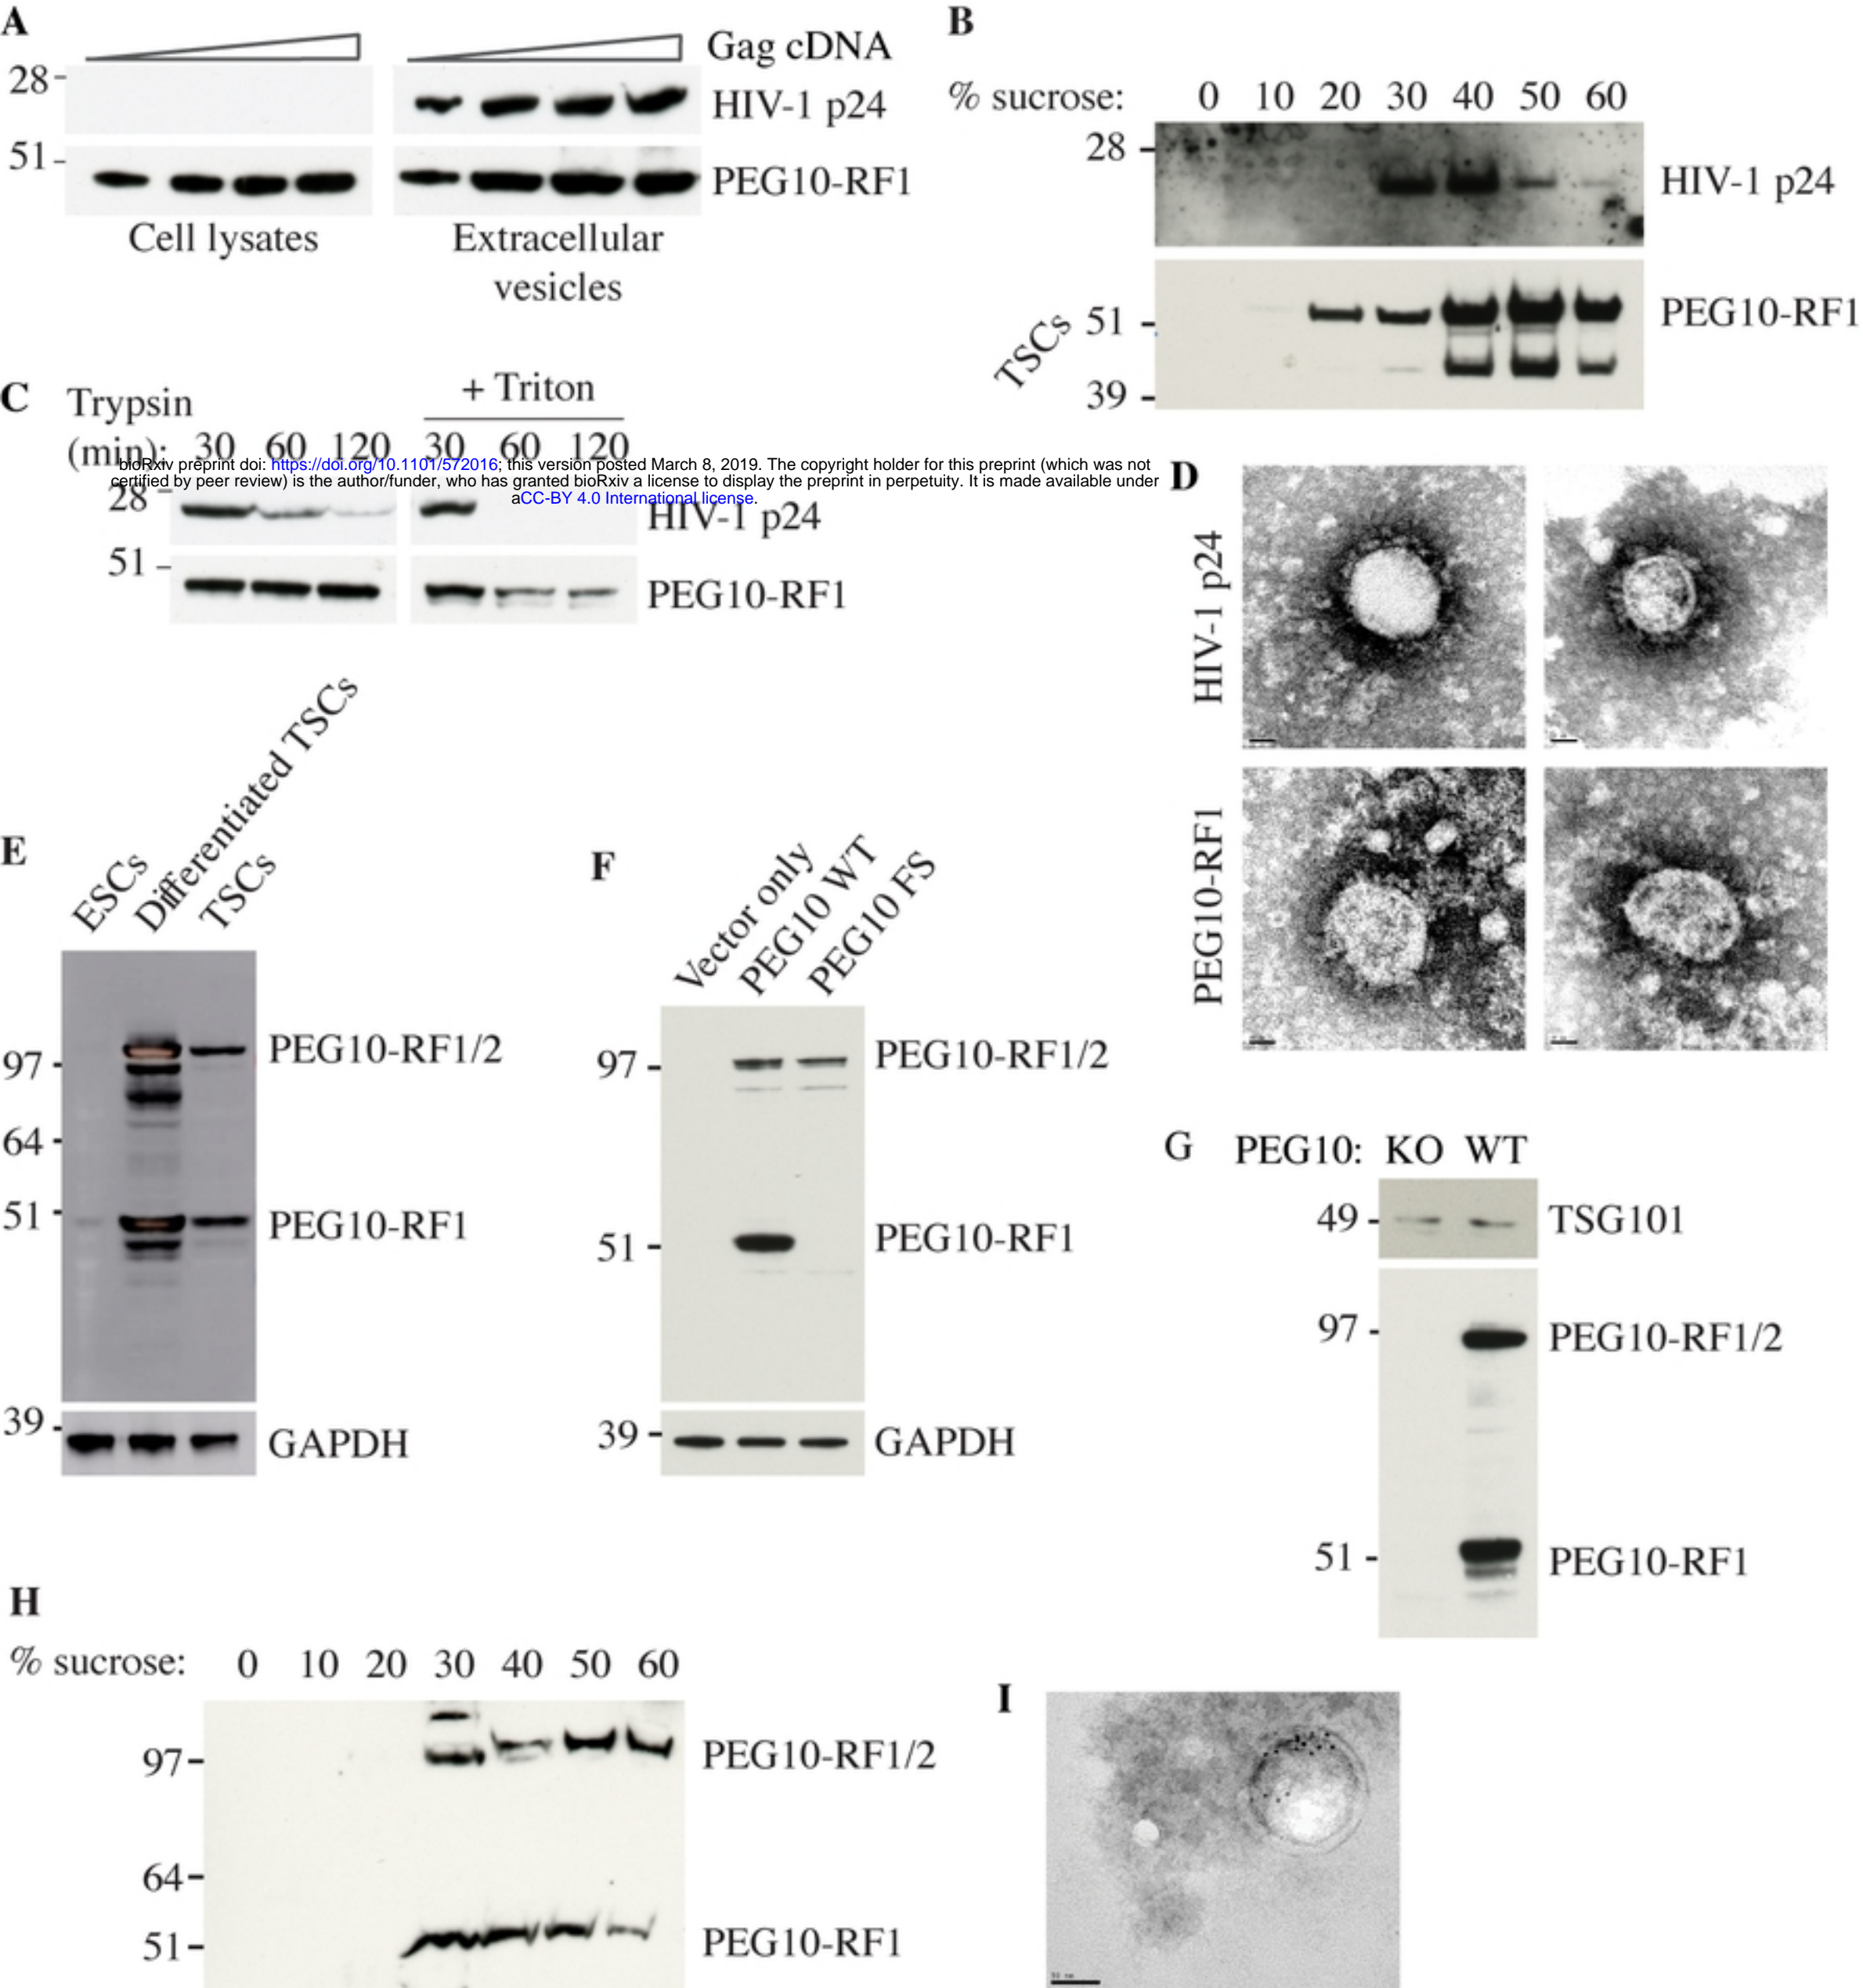 A
Gag cDNA
28
HIV-1 p24
51
PEG10-RF1
Cell lysates
Extracellular
vesicles
B
% sucrose: 0 10 20 30 40 50 60
28
HIV-1 p24
TSCs
51
PEG10-RF1
39
C
Trypsin
(min): 30 60 120
+ Triton
30 60 120
bioRxiv preprint doi: https://doi.org/10.1101/572016; this version posted March 8, 2019. The copyright holder for this preprint (which was not
certified by peer review) is the author/funder, who has granted bioRxiv a license to display the preprint in perpetuity. It is made available under
aCC-BY 4.0 International license.
28
HIV-1 p24
51
PEG10-RF1
D
HIV-1 p24
PEG10-RF1
E
ESCs
Differentiated TSCs
TSCs
97
PEG10-RF1/2
64
51
PEG10-RF1
39
GAPDH
F
Vector only
PEG10 WT
PEG10 FS
97
PEG10-RF1/2
51
PEG10-RF1
39
GAPDH
G
PEG10: KO WT
49
TSG101
97
PEG10-RF1/2
51
PEG10-RF1
H
% sucrose: 0 10 20 30 40 50 60
97
PEG10-RF1/2
64
51
PEG10-RF1
I